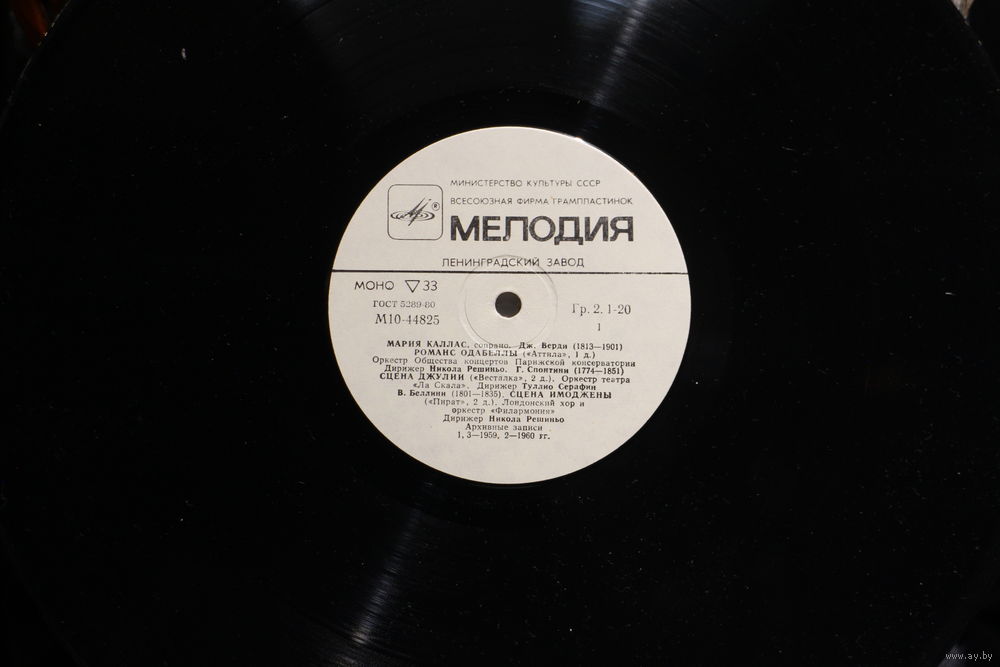 МИНИСТЕРСТВО КУЛЬТУРЫ СССР
ВСЕСОЮЗНАЯ ФИРМА ГРАМПЛАСТИНОК
®
МЕЛОДИЯ
ЛЕНИНГРАДСКИЙ ЗАВОД
МОНО ▽ 33
ГОСТ 5289-80
М10-44825
Гр. 2. 1-20
1
МАРИЯ КАЛЛАС, сопрано. Дж. Верди (1813—1901)
РОМАНС ОДАБЕЛЛЫ («Аттила», 1 д.)
Оркестр Общества концертов Парижской консерватории
Дирижер Никола Решиньо. Г. Спонтини (1774—1851)
СЦЕНА ДЖУЛИИ («Весталка», 2 д.). Оркестр театра
«Ла Скала». Дирижер Туллио Серафин
В. Беллини (1801—1835). СЦЕНА ИМОДЖЕНЫ
(«Пират», 2 д.). Лондонский хор и
оркестр «Филармония»
Дирижер Никола Решиньо
Архивные записи
1, 3—1959, 2—1960 гг.
www.ay.by